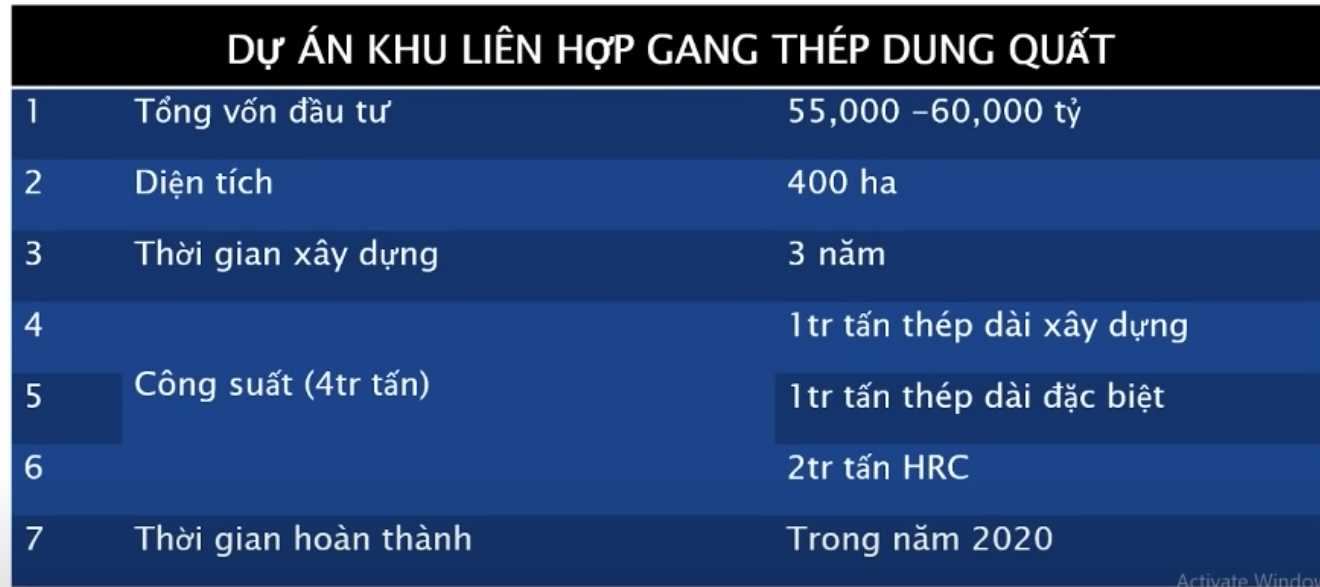 DỰ ÁN KHU LIÊN HỢP GANG THÉP DUNG QUẤT
1 Tổng vốn đầu tư 55,000 –60,000 tỷ
2 Diện tích 400 ha
3 Thời gian xây dựng 3 năm
4 1tr tấn thép dài xây dựng
Công suất (4tr tấn)
5 1tr tấn thép dài đặc biệt
6 2tr tấn HRC
7 Thời gian hoàn thành Trong năm 2020
Activate